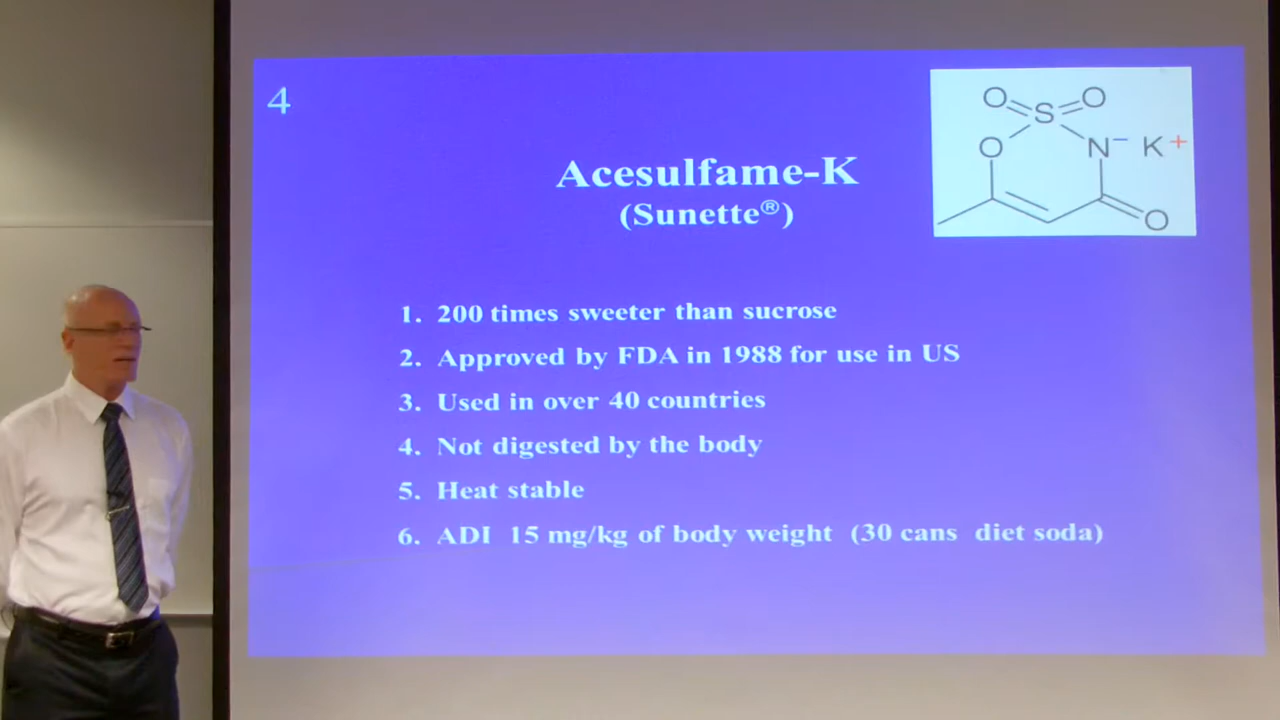 4
Acesulfame-K
(Sunette®)
O=S=O
O N⁻ K⁺
O
1. 200 times sweeter than sucrose
2. Approved by FDA in 1988 for use in US
3. Used in over 40 countries
4. Not digested by the body
5. Heat stable
6. ADI 15 mg/kg of body weight (30 cans diet soda)